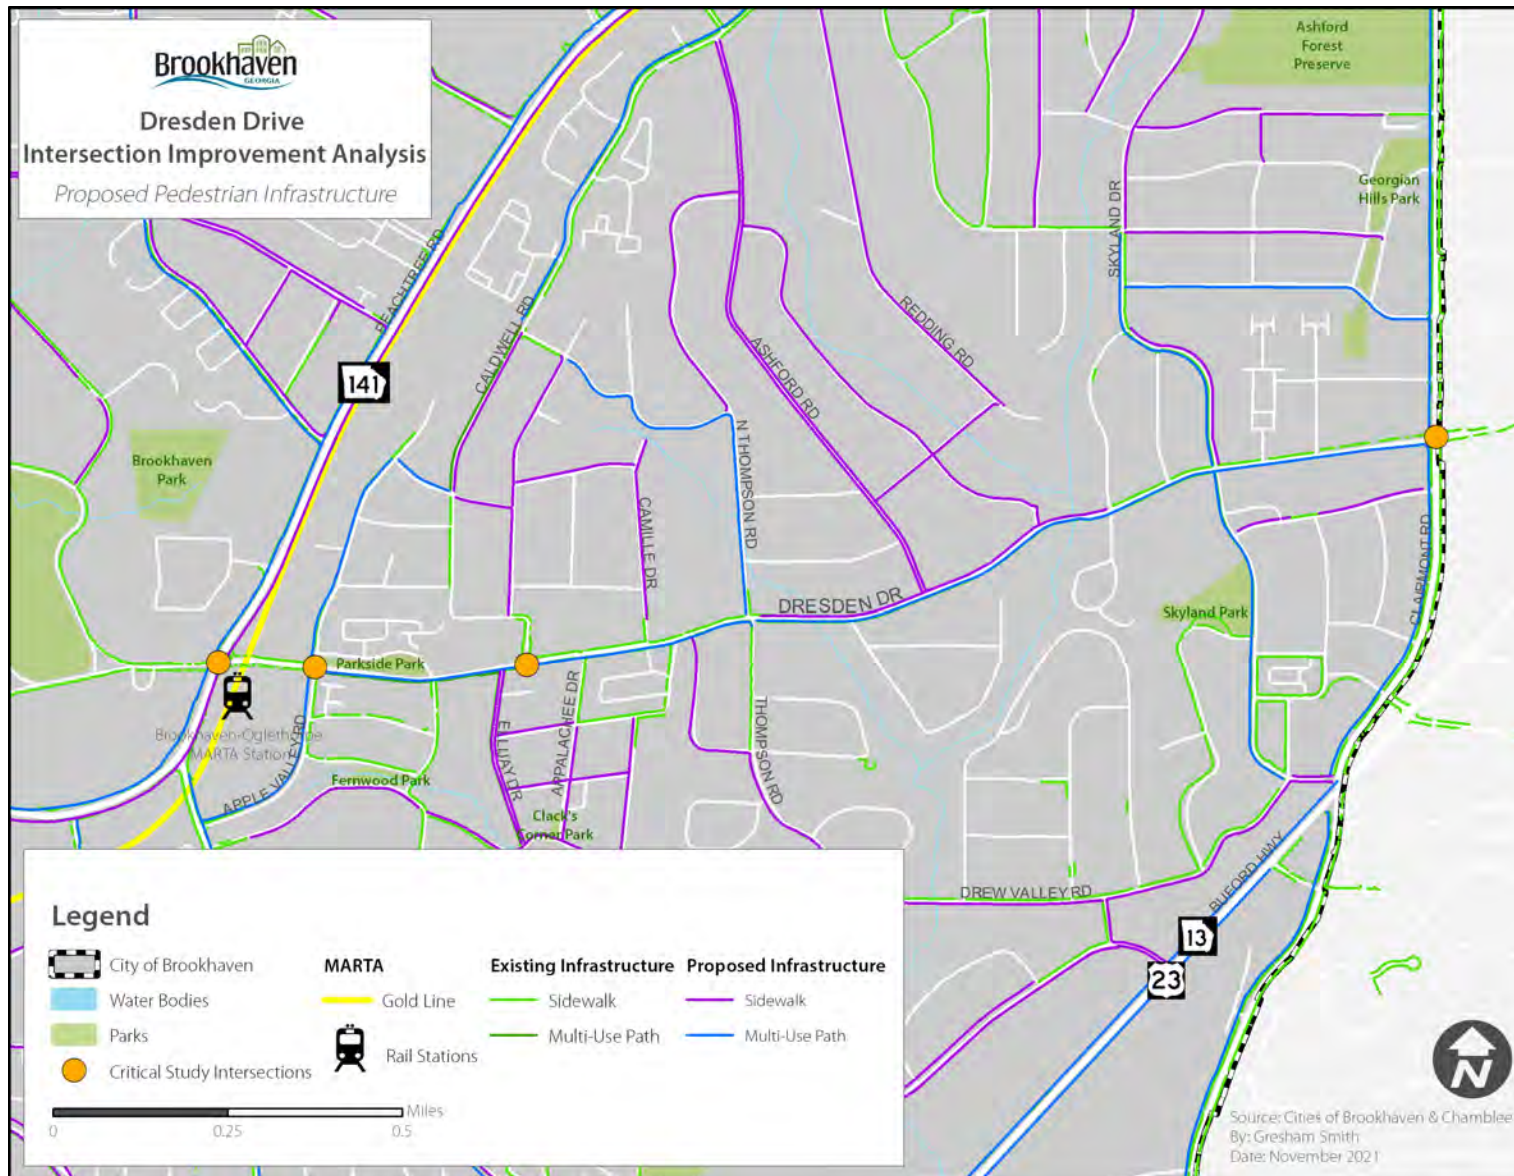 Brookhaven
GEORGIA
Dresden Drive
Intersection Improvement Analysis
Proposed Pedestrian Infrastructure
Ashford
Forest
Preserve
Georgian
Hills Park
SKYLAND DR
PEACHTREE RD
CALDWELL RD
REDDING RD
ASHFORD RD
141
N THOMPSON RD
Brookhaven
Park
CAMILLE DR
DRESDEN DR
CLAIRMONT RD
Skyland Park
Parkside Park
Brookhaven-Oglethorpe
MARTA Station
APPLE VALLEY RD
ELLIJAY DR
APPALACHEE DR
THOMPSON RD
Fernwood Park
Clack's
Corner Park
DREW VALLEY RD
BUFORD HWY
13
23
Legend
City of Brookhaven
Water Bodies
Parks
Critical Study Intersections
MARTA
Gold Line
Rail Stations
Existing Infrastructure
Sidewalk
Multi-Use Path
Proposed Infrastructure
Sidewalk
Multi-Use Path
Miles
0 0.25 0.5
N
Source: Cities of Brookhaven & Chamblee
By: Gresham Smith
Date: November 2021